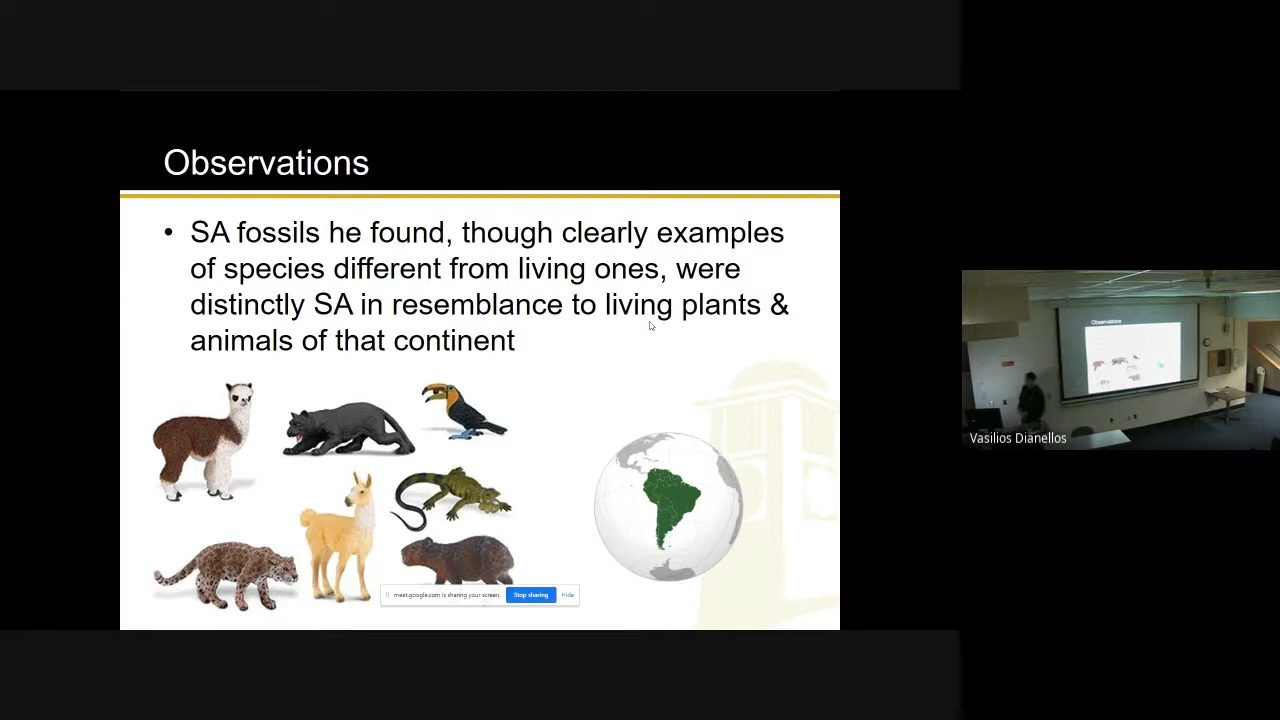 Observations
• SA fossils he found, though clearly examples
of species different from living ones, were
distinctly SA in resemblance to living plants &
animals of that continent
meet.google.com is sharing your screen.
Stop sharing
Hide
Observations
Vasilios Dianellos